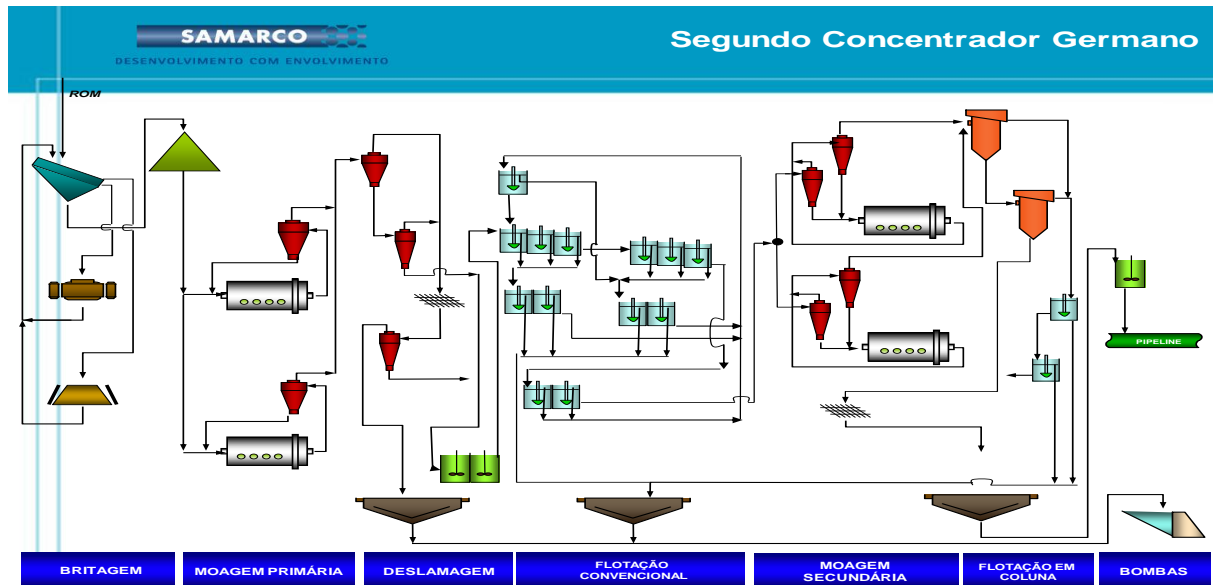 SAMARCO
DESENVOLVIMENTO COM ENVOLVIMENTO
Segundo Concentrador Germano
ROM
PIPELINE
BRITAGEM
MOAGEM PRIMÁRIA
DESLAMAGEM
FLOTAÇÃO
CONVENCIONAL
MOAGEM
SECUNDÁRIA
FLOTAÇÃO EM
COLUNA
BOMBAS